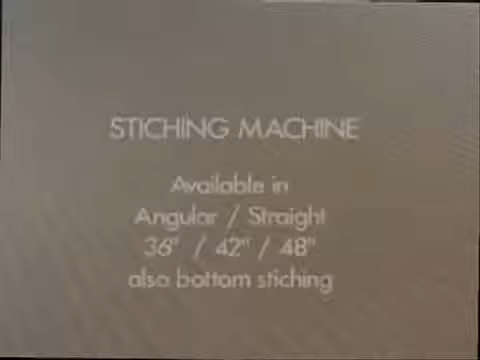 STICHING MACHINE
Available in
Angular / Straight
36" / 42" / 48"
also bottom stiching